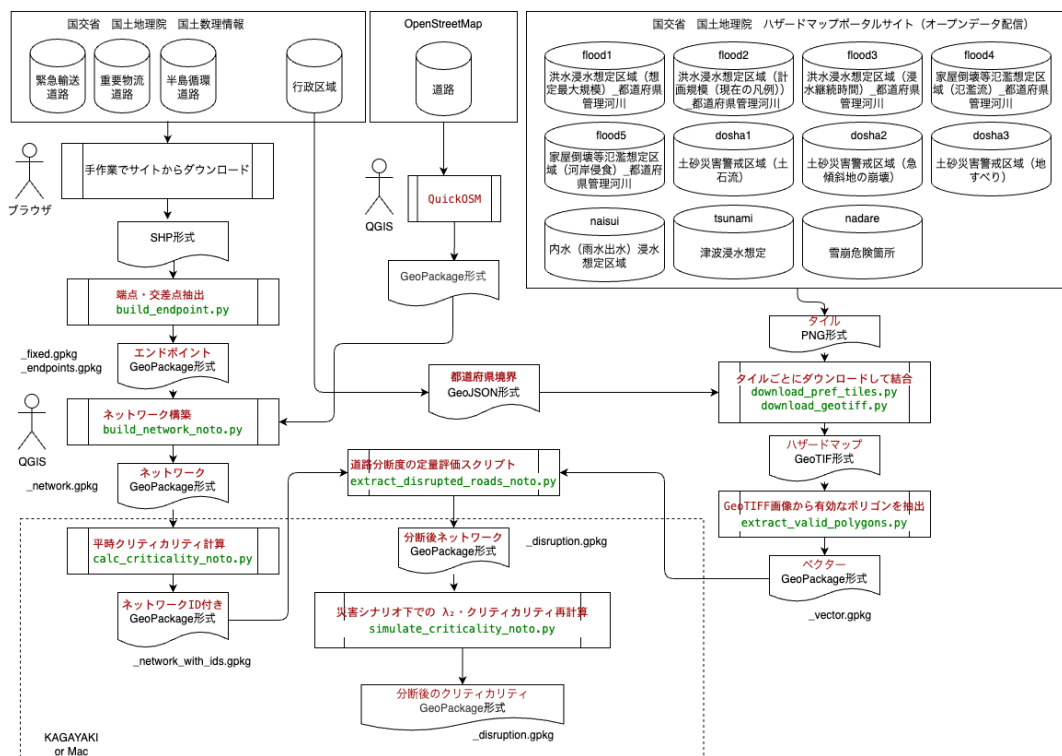 国交省　国土地理院　国土数理情報
緊急輸送
道路
重要物流
道路
半島循環
道路
行政区域
OpenStreetMap
道路
国交省　国土地理院　ハザードマップポータルサイト（オープンデータ配信）
flood1
洪水浸水想定区域（想
定最大規模）_都道府県
管理河川
flood2
洪水浸水想定区域（計
画規模（現在の凡例））
_都道府県管理河川
flood3
洪水浸水想定区域（浸
水継続時間）_都道府県
管理河川
flood4
家屋倒壊等氾濫想定区
域（氾濫流）_都道府県
管理河川
flood5
家屋倒壊等氾濫想定区
域（河岸侵食）_都道府
県管理河川
dosha1
土砂災害警戒区域（土
石流）
dosha2
土砂災害警戒区域（急
傾斜地の崩壊）
dosha3
土砂災害警戒区域（地
すべり）
naisui
内水（雨水出水）浸水
想定区域
tsunami
津波浸水想定
nadare
雪崩危険箇所
ブラウザ
手作業でサイトからダウンロード
SHP形式
端点・交差点抽出
build_endpoint.py
_fixed.gpkg
_endpoints.gpkg
エンドポイント
GeoPackage形式
QGIS
QuickOSM
GeoPackage形式
QGIS
ネットワーク構築
build_network_noto.py
_network.gpkg
ネットワーク
GeoPackage形式
都道府県境界
GeoJSON形式
タイル
PNG形式
タイルごとにダウンロードして結合
download_pref_tiles.py
download_geotiff.py
ハザードマップ
GeoTIF形式
GeoTIFF画像から有効なポリゴンを抽出
extract_valid_polygons.py
ベクター
GeoPackage形式
_vector.gpkg
道路分断度の定量評価スクリプト
extract_disrupted_roads_noto.py
平時クリティカリティ計算
calc_criticality_noto.py
ネットワークID付き
GeoPackage形式
_network_with_ids.gpkg
分断後ネットワーク
GeoPackage形式
_disruption.gpkg
災害シナリオ下での λ₂・クリティカリティ再計算
simulate_criticality_noto.py
分断後のクリティカリティ
GeoPackage形式
_disruption.gpkg
KAGAYAKI
or Mac